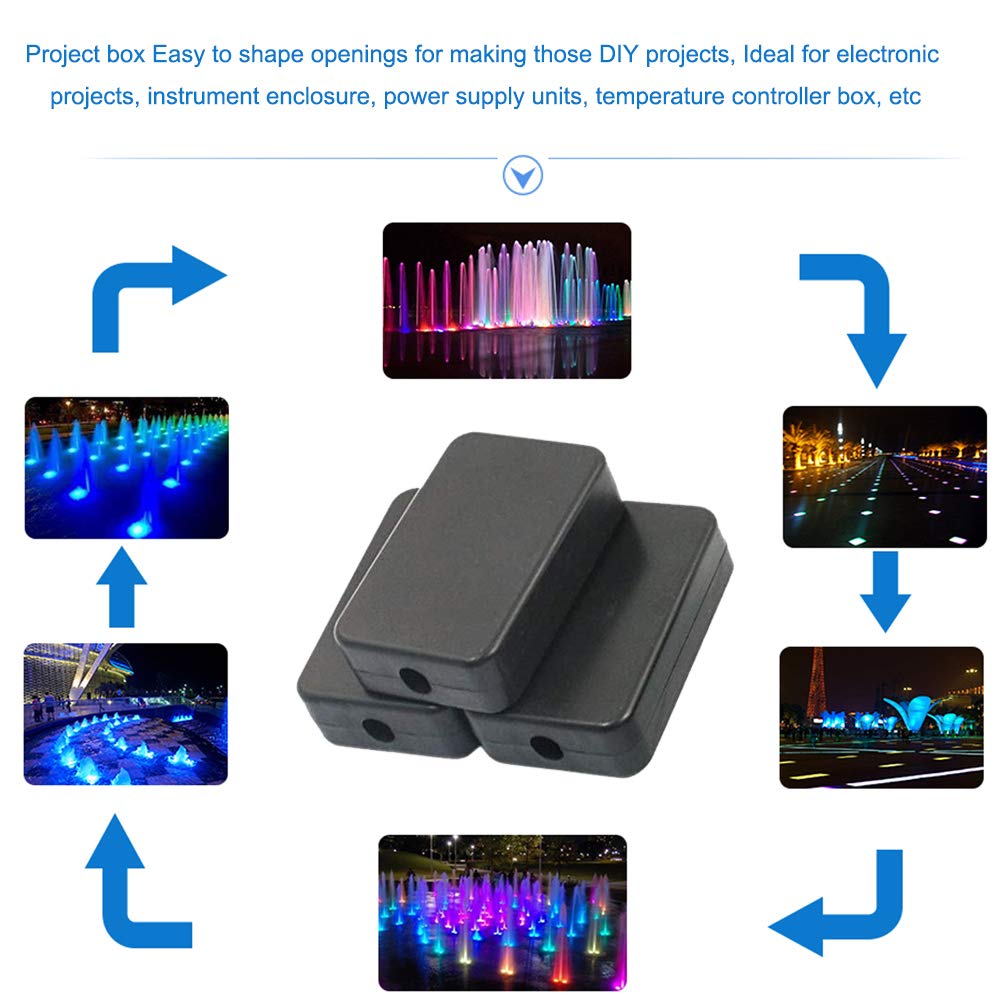 Project box Easy to shape openings for making those DIY projects, Ideal for electronic
projects, instrument enclosure, power supply units, temperature controller box, etc